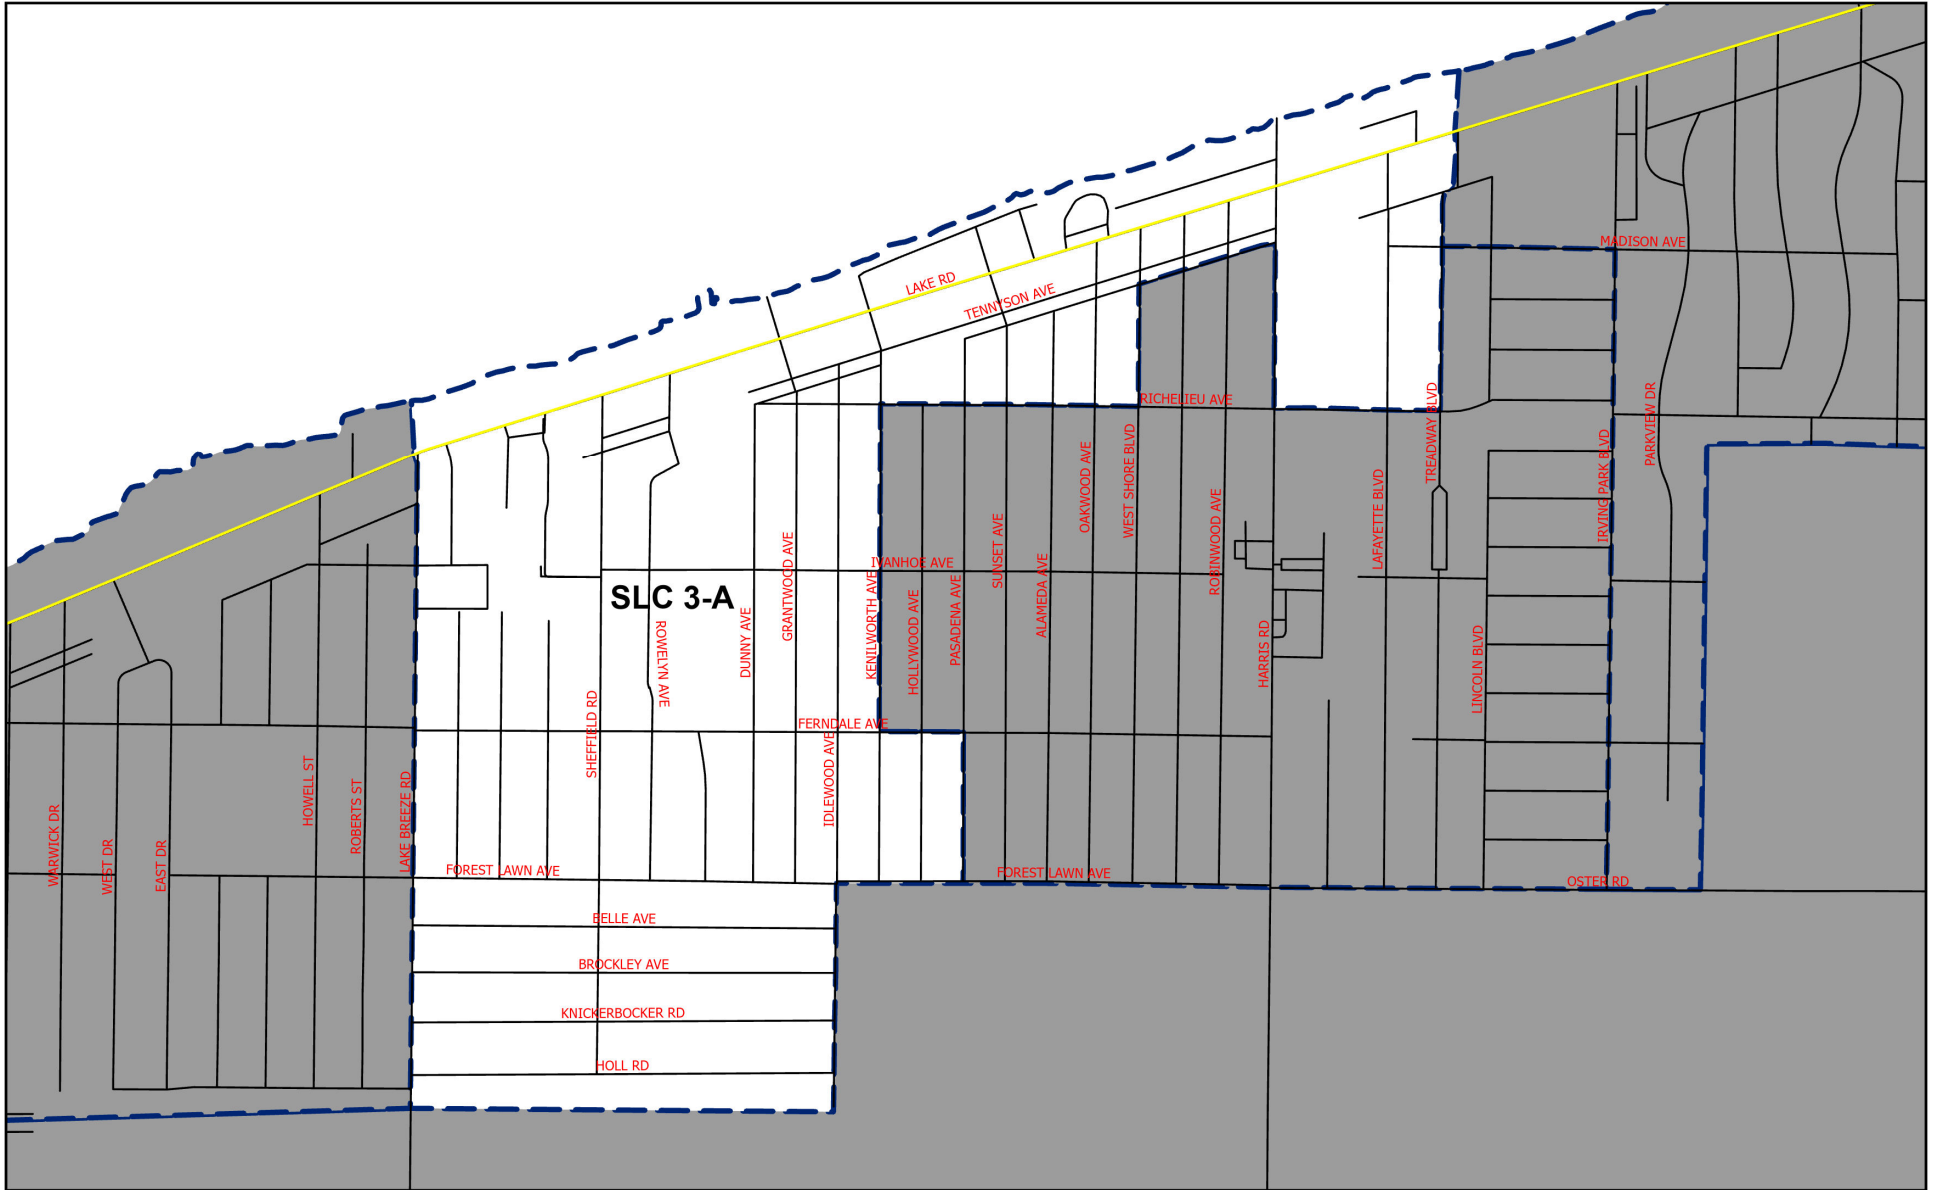 MADISON AVE
LAKE RD
TENNYSON AVE
RICHELIEU AVE
TREADWAY BLVD
PARKVIEW DR
IRVING PARK BLVD
OAKWOOD AVE
WEST SHORE BLVD
LAFAYETTE BLVD
ROBINWOOD AVE
SUNSET AVE
GRANTWOOD AVE
IVANHOE AVE
ALAMEDA AVE
KENILWORTH AVE
PASADENA AVE
HOLLYWOOD AVE
SLC 3-A
ROWELYN AVE
DUNNY AV
HARRIS RD
LINCOLN BLVD
SHEFFIELD RD
FERNDALE AVE
IDLEWOOD AVE
HOWELL ST
ROBERTS ST
LAKE BREEZE RD
WARWICK DR
WEST DR
EAST DR
FOREST LAWN AVE
FOREST LAWN AVE
OSTER RD
BELLE AVE
BROCKLEY AVE
KNICKERBOCKER RD
HOLL RD